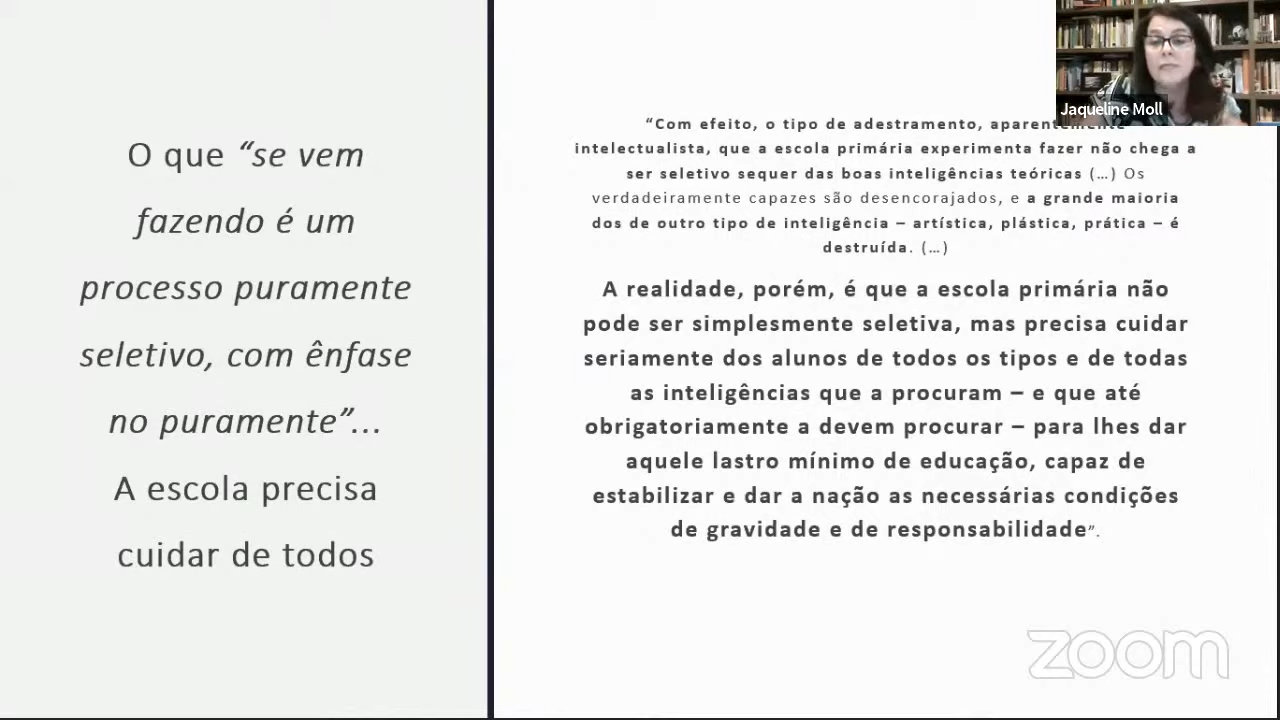 O que “se vem
fazendo é um
processo puramente
seletivo, com ênfase
no puramente”...
A escola precisa
cuidar de todos
Jaqueline Moll
“Com efeito, o tipo de adestramento, aparentemente
intelectualista, que a escola primária experimenta fazer não chega a
ser seletivo sequer das boas inteligências teóricas (…) Os
verdadeiramente capazes são desencorajados, e a grande maioria
dos de outro tipo de inteligência – artística, plástica, prática – é
destruída. (…)
A realidade, porém, é que a escola primária não
pode ser simplesmente seletiva, mas precisa cuidar
seriamente dos alunos de todos os tipos e de todas
as inteligências que a procuram – e que até
obrigatoriamente a devem procurar – para lhes dar
aquele lastro mínimo de educação, capaz de
estabilizar e dar a nação as necessárias condições
de gravidade e de responsabilidade”.
zoom